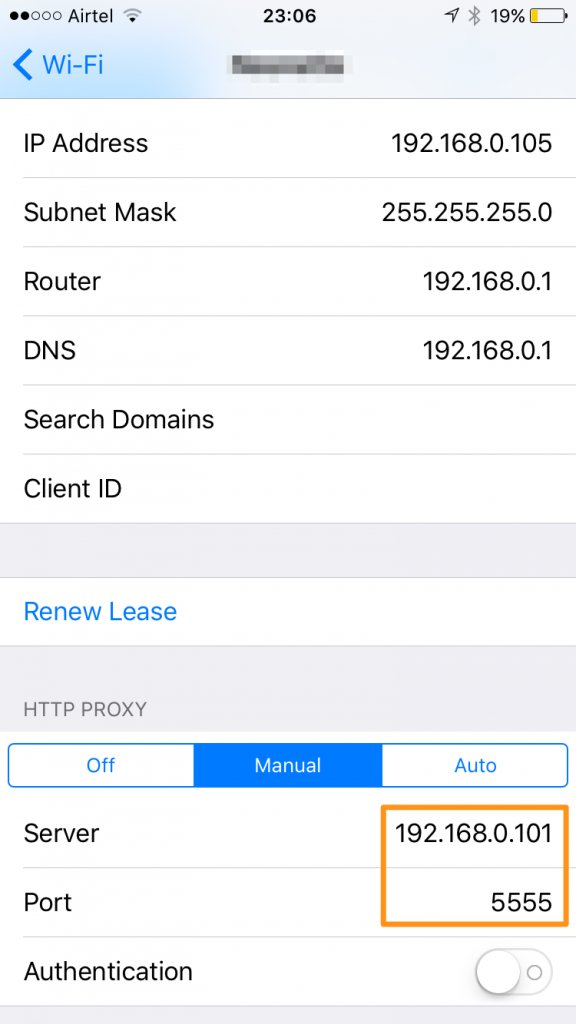 Airtel 23:06 19%
Wi-Fi
IP Address 192.168.0.105
Subnet Mask 255.255.255.0
Router 192.168.0.1
DNS 192.168.0.1
Search Domains
Client ID
Renew Lease
HTTP PROXY
Off Manual Auto
Server 192.168.0.101
Port 5555
Authentication